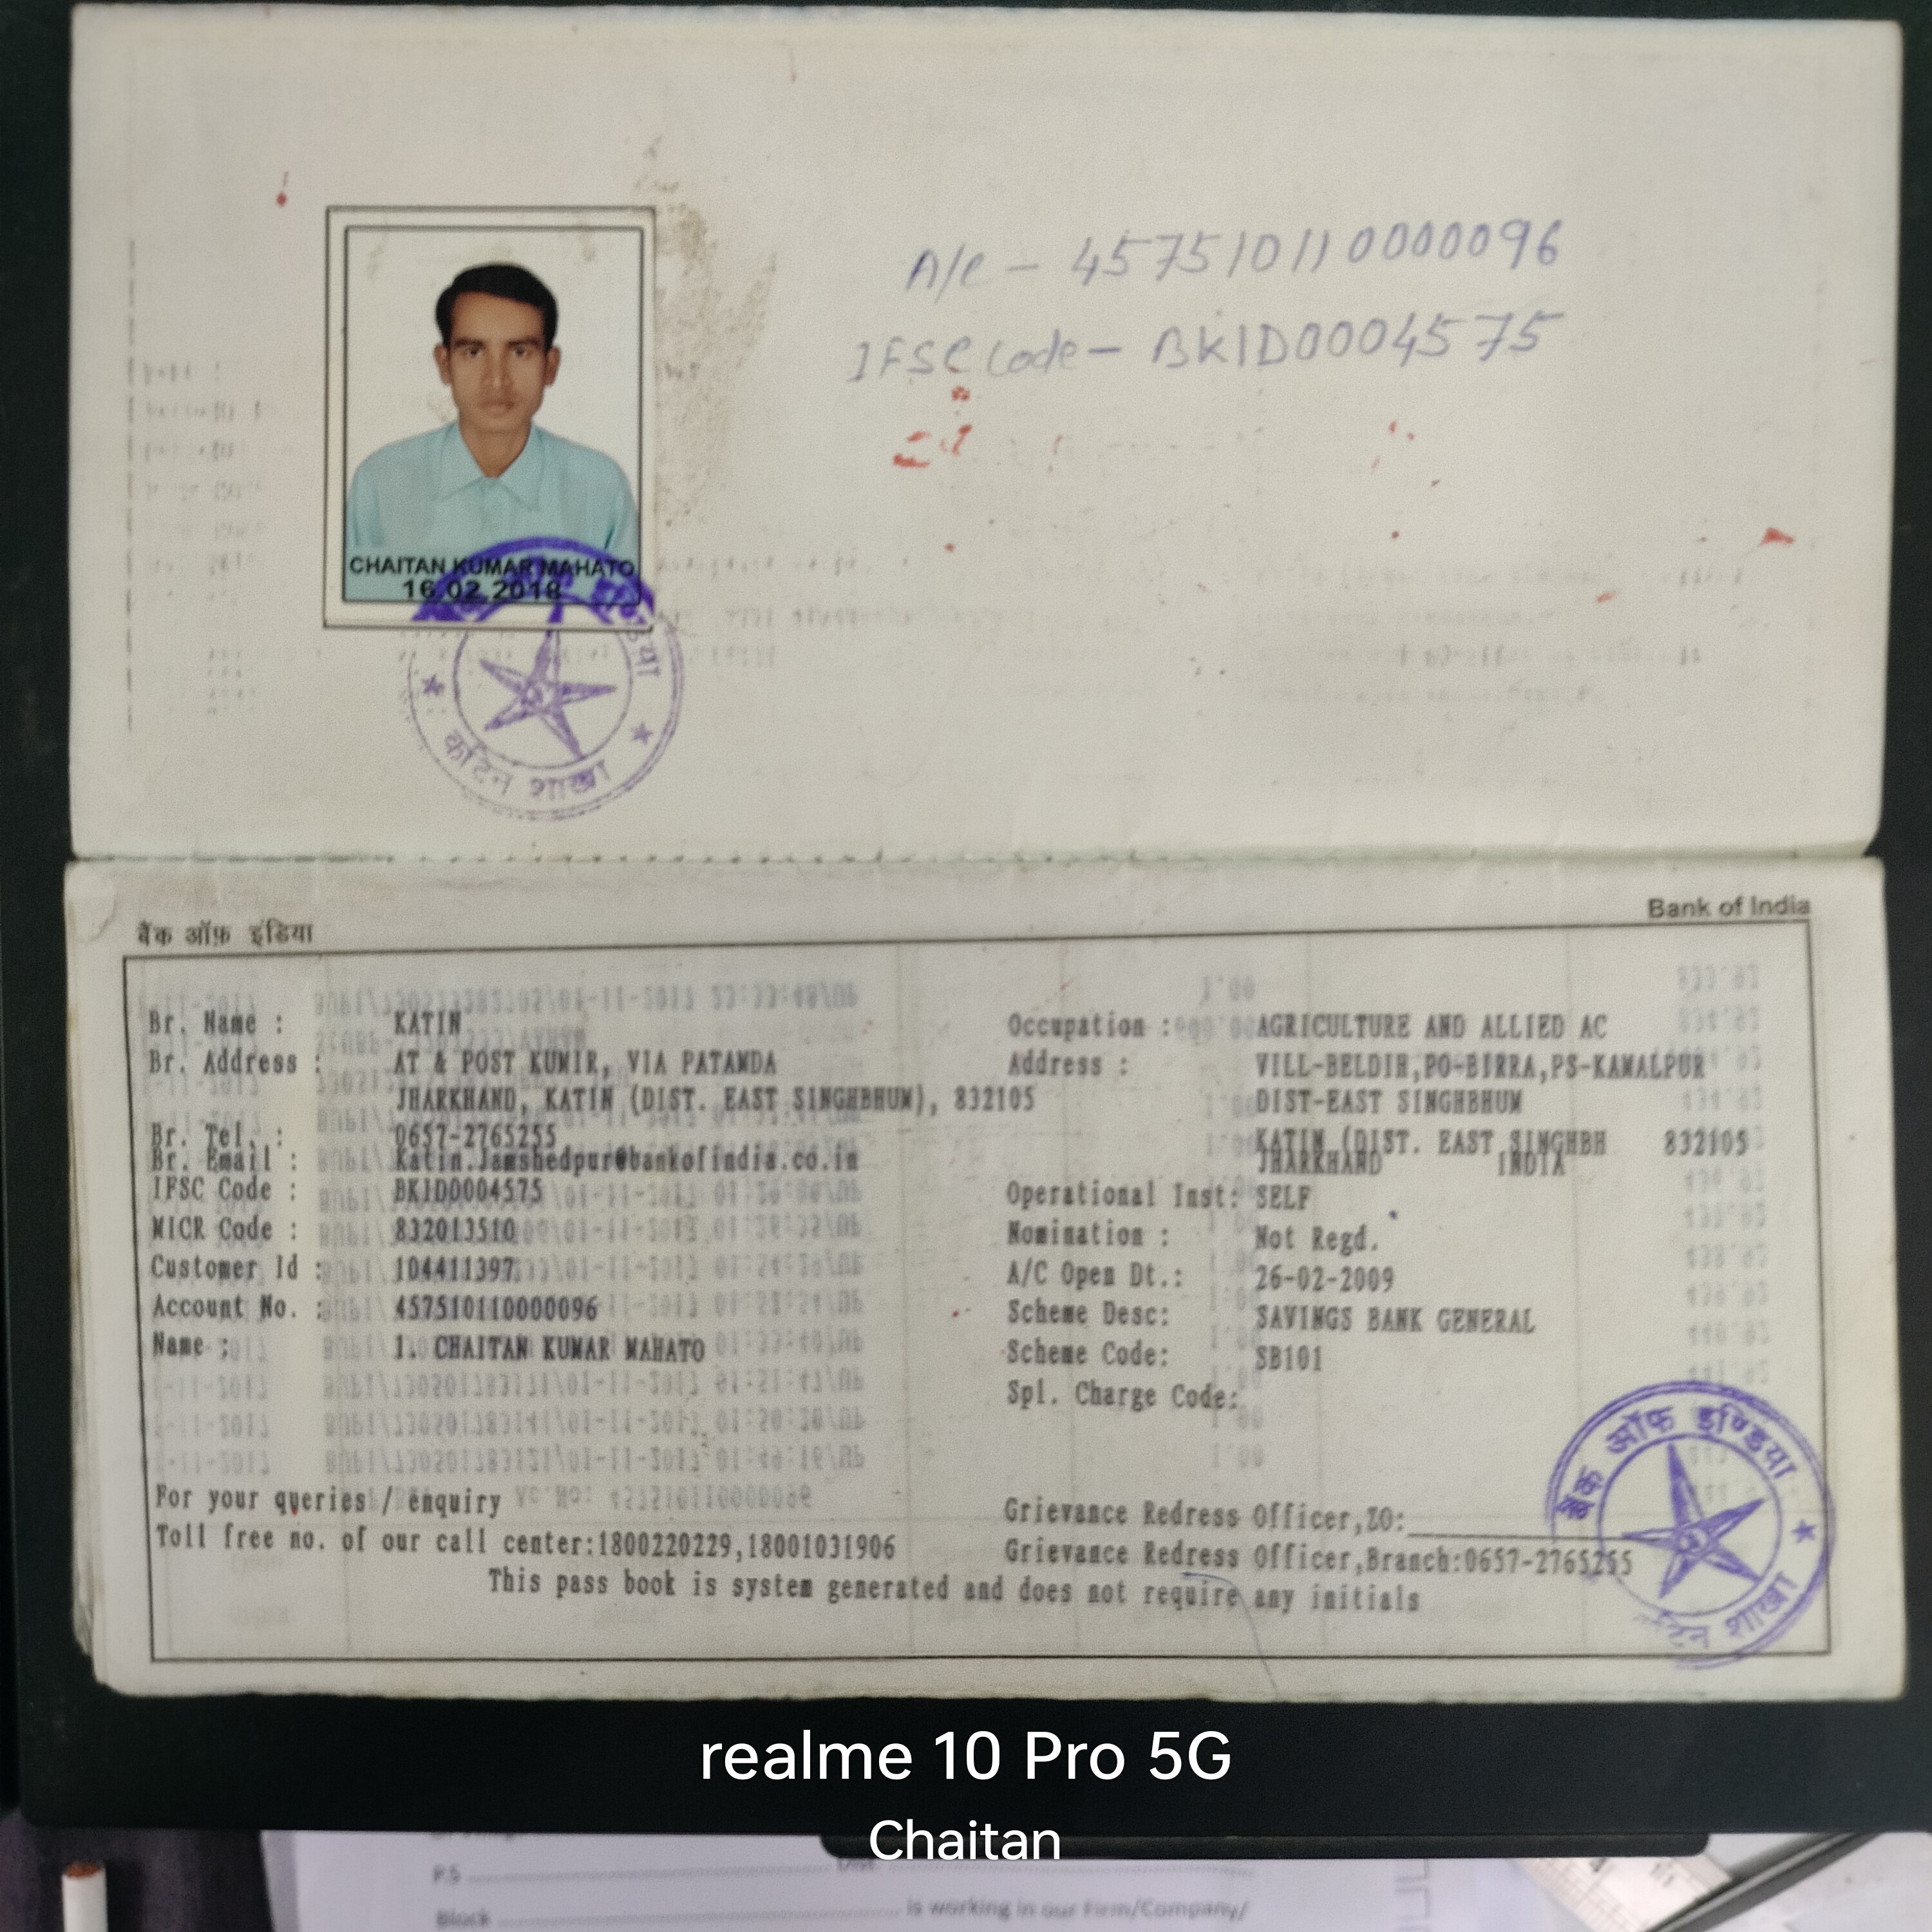 A/C - 457510110000096
IFSC Code - BKID0004575
CHAITAN KUMAR MAHATO
16.02.2018
डिया
काटिन शाखा
बैंक ऑफ़ इंडिया
Bank of India
Br. Name : KATIN
Br. Address : AT & POST KUMIR, VIA PATAMDA
JHARKHAND, KATIN (DIST. EAST SINGHBHUM), 832105
Br. Tel. : 0657-2765255
Br. Email : Katin.Jamshedpur@bankofindia.co.in
IFSC Code : BKID0004575
MICR Code : 832013510
Customer Id : 104411397
Account No. : 457510110000096
Name : 1. CHAITAN KUMAR MAHATO
Occupation : AGRICULTURE AND ALLIED AC
Address : VILL-BELDIH,PO-BIRRA,PS-KAMALPUR
DIST-EAST SINGHBHUM
KATIN (DIST. EAST SINGHBH 832105
JHARKHAND INDIA
Operational Inst: SELF
Nomination : Not Regd.
A/C Open Dt.: 26-02-2009
Scheme Desc: SAVINGS BANK GENERAL
Scheme Code: SB101
Spl. Charge Code:
For your queries / enquiry
Toll free no. of our call center:1800220229,18001031906
Grievance Redress Officer,ZO:
Grievance Redress Officer,Branch:0657-2765255
This pass book is system generated and does not require any initials
बैंक ऑफ इण्डिया
टिन शाखा
realme 10 Pro 5G
Chaitan
P.S
Block is working in our Firm/Company/